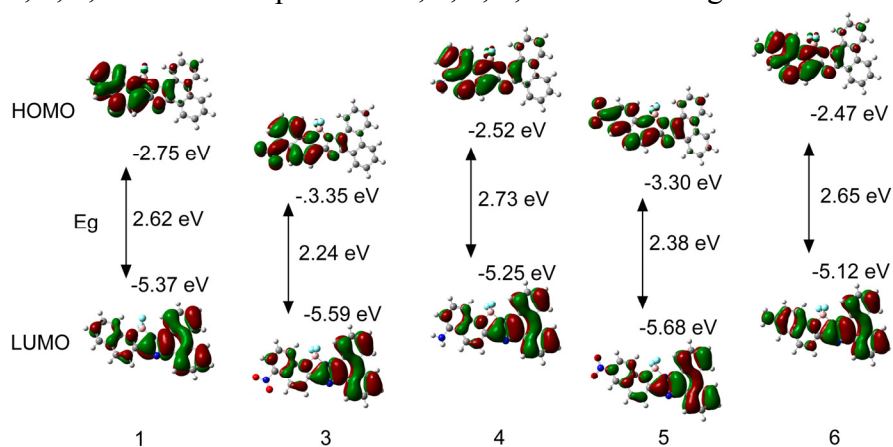 HOMO
-2.75 eV
-.3.35 eV
-2.52 eV
-3.30 eV
-2.47 eV
Eg
2.62 eV
2.24 eV
2.73 eV
2.38 eV
2.65 eV
-5.37 eV
-5.59 eV
-5.25 eV
-5.68 eV
-5.12 eV
LUMO
1
3
4
5
6